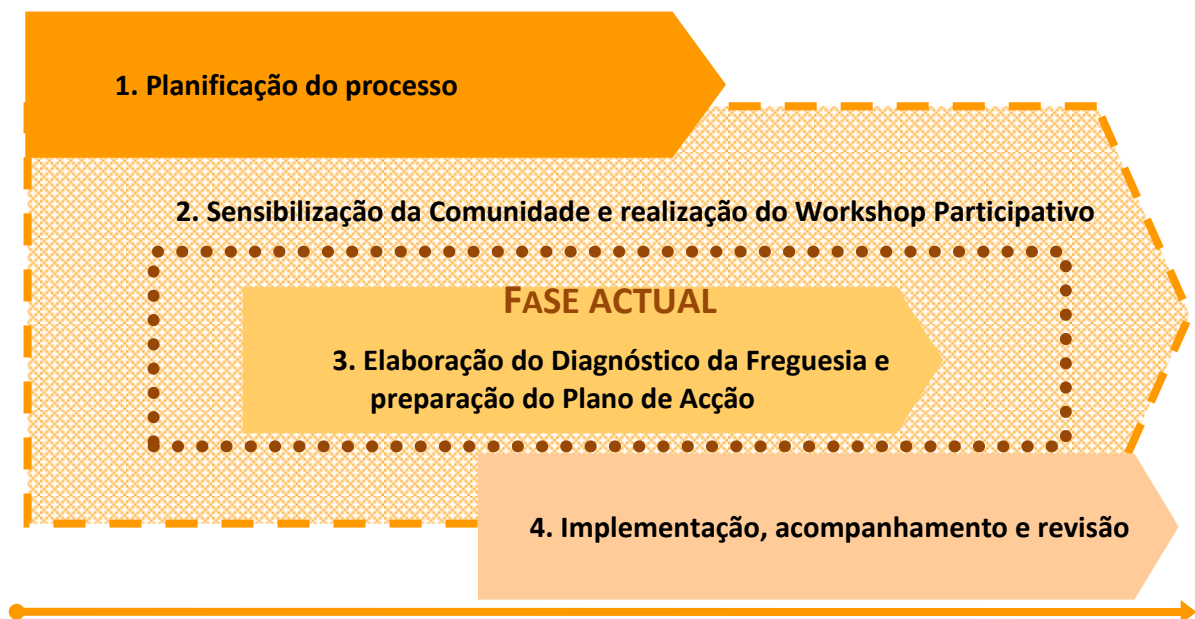 1. Planificação do processo
2. Sensibilização da Comunidade e realização do Workshop Participativo
FASE ACTUAL
3. Elaboração do Diagnóstico da Freguesia e
preparação do Plano de Acção
4. Implementação, acompanhamento e revisão